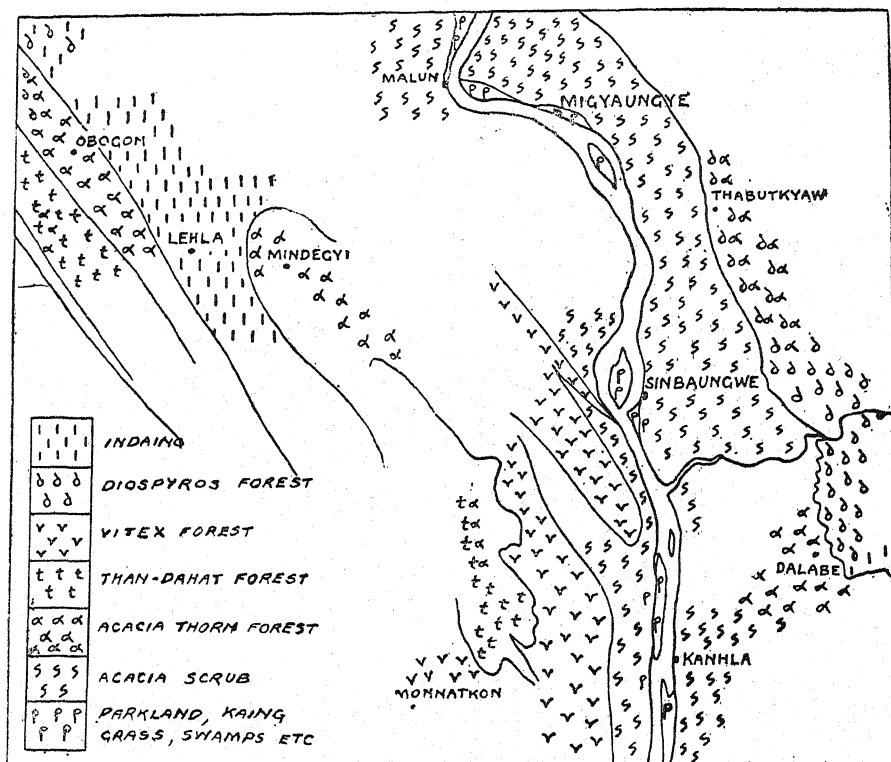 MALUN
MIGYAUNGYE
OBOGON
THABUTKYAW
LEHLA
MINDEGYI
SINBAUNGWE
INDAING
DIOSPYROS FOREST
VITEX FOREST
THAN-DAHAT FOREST
DALABE
ACACIA THORM FOREST
KANHLA
ACACIA SCRUB
MONNATKON
PARKLAND, KAING
GRASS, SWAMPS ETC